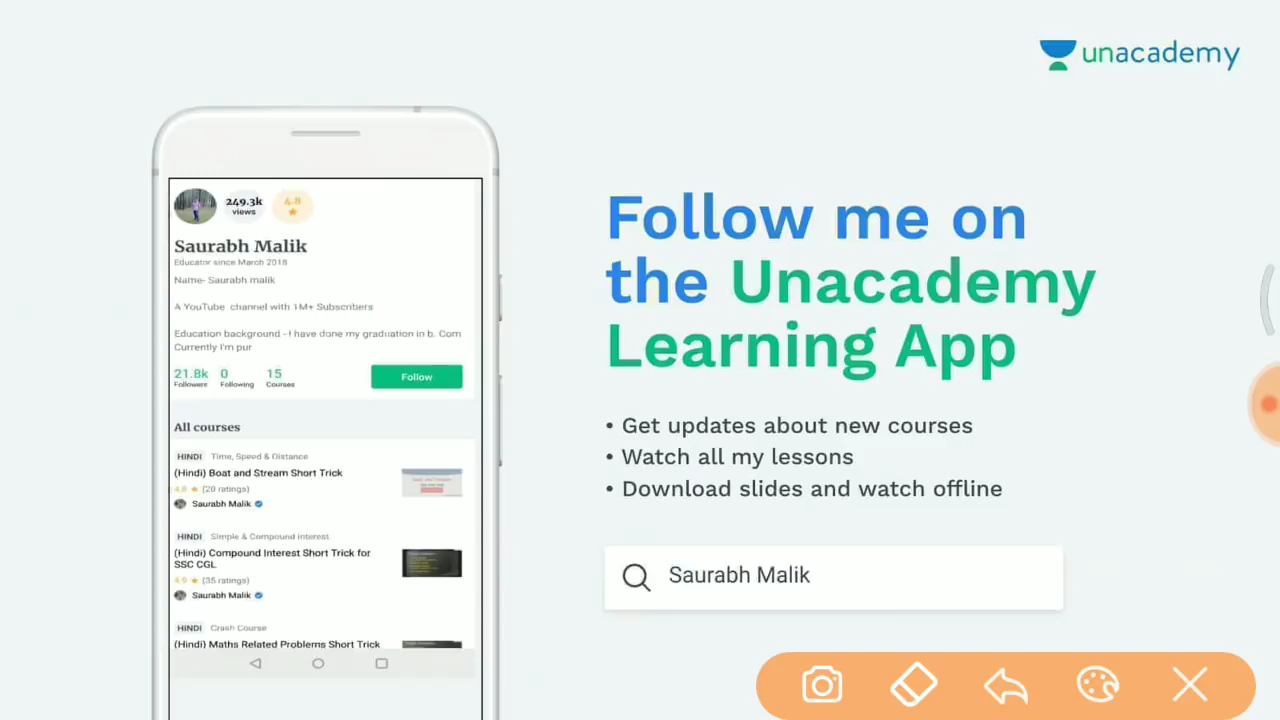 unacademy
249.3k
views
4.8
Saurabh Malik
Educator since March 2018
Name- Saurabh malik
A YouTube channel with 1M+ Subscribers
Education background - I have done my graduation in b. Com
Currently I'm pur
21.8k 0 15
Followers Following Courses
Follow
All courses
HINDI Time, Speed & Distance
(Hindi) Boat and Stream Short Trick
4.8 ★ (29 ratings)
Saurabh Malik
HINDI Simple & Compound Interest
(Hindi) Compound Interest Short Trick for
SSC CGL
4.9 ★ (35 ratings)
Saurabh Malik
HINDI Crash Course
(Hindi) Maths Related Problems Short Trick
Follow me on
the Unacademy
Learning App
• Get updates about new courses
• Watch all my lessons
• Download slides and watch offline
Saurabh Malik